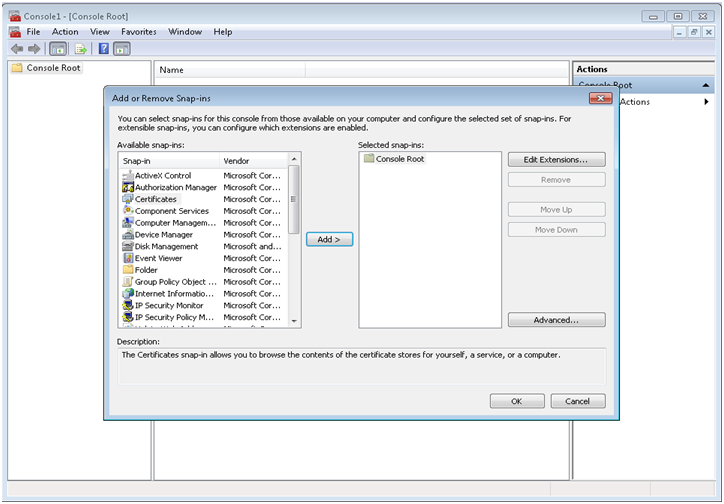 Console1 - [Console Root]
File Action View Favorites Window Help
Console Root
Name
Actions
Console Root
Actions
Add or Remove Snap-ins
You can select snap-ins for this console from those available on your computer and configure the selected set of snap-ins. For
extensible snap-ins, you can configure which extensions are enabled.
Available snap-ins:
Snap-in Vendor
ActiveX Control Microsoft Cor...
Authorization Manager Microsoft Cor...
Certificates Microsoft Cor...
Component Services Microsoft Cor...
Computer Managem... Microsoft Cor...
Device Manager Microsoft Cor...
Disk Management Microsoft and...
Event Viewer Microsoft Cor...
Folder Microsoft Cor...
Group Policy Object ... Microsoft Cor...
Internet Informatio... Microsoft Cor...
IP Security Monitor Microsoft Cor...
IP Security Policy M... Microsoft Cor...
Add >
Selected snap-ins:
Console Root
Edit Extensions...
Remove
Move Up
Move Down
Advanced...
Description:
The Certificates snap-in allows you to browse the contents of the certificate stores for yourself, a service, or a computer.
OK Cancel